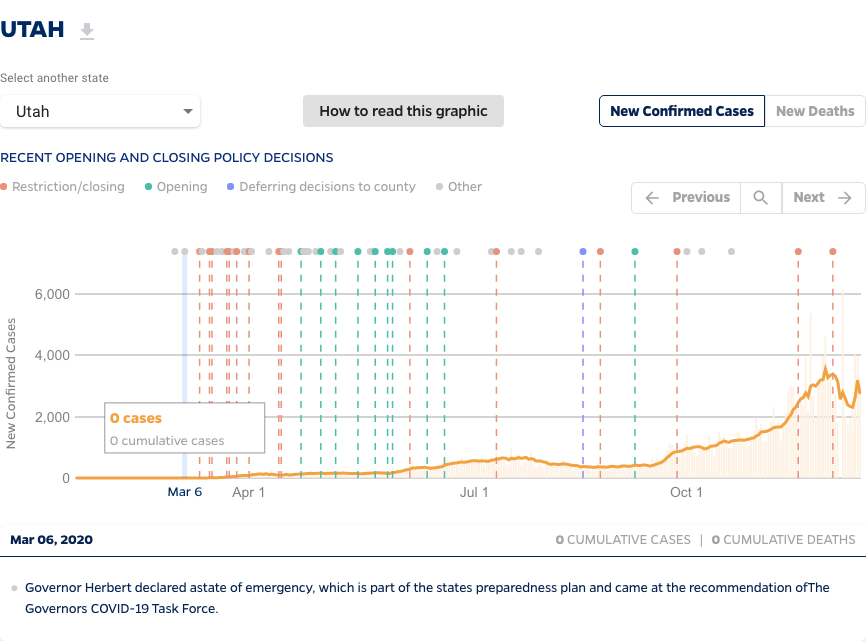 UTAH
Select another state
Utah
How to read this graphic
New Confirmed Cases
New Deaths
RECENT OPENING AND CLOSING POLICY DECISIONS
Restriction/closing
Opening
Deferring decisions to county
Other
Previous
Next
New Confirmed Cases
6,000
4,000
2,000
0
0 cases
0 cumulative cases
Mar 6
Apr 1
Jul 1
Oct 1
Mar 06, 2020
0 CUMULATIVE CASES | 0 CUMULATIVE DEATHS
Governor Herbert declared astate of emergency, which is part of the states preparedness plan and came at the recommendation ofThe
Governors COVID-19 Task Force.